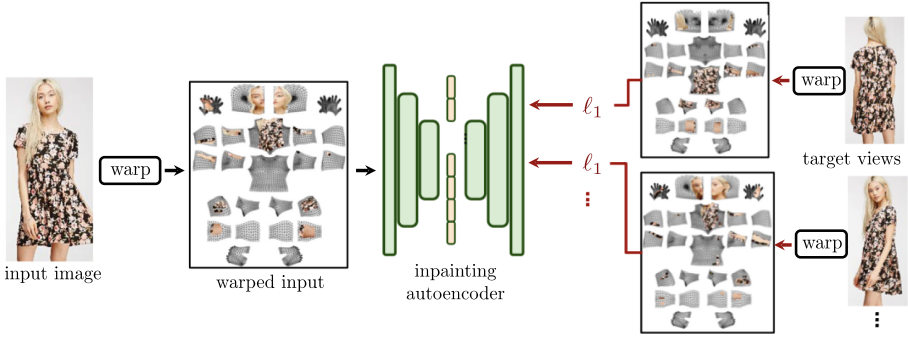 input image
warp
warped input
inpainting
autoencoder
ℓ1
ℓ1
warp
target views
warp